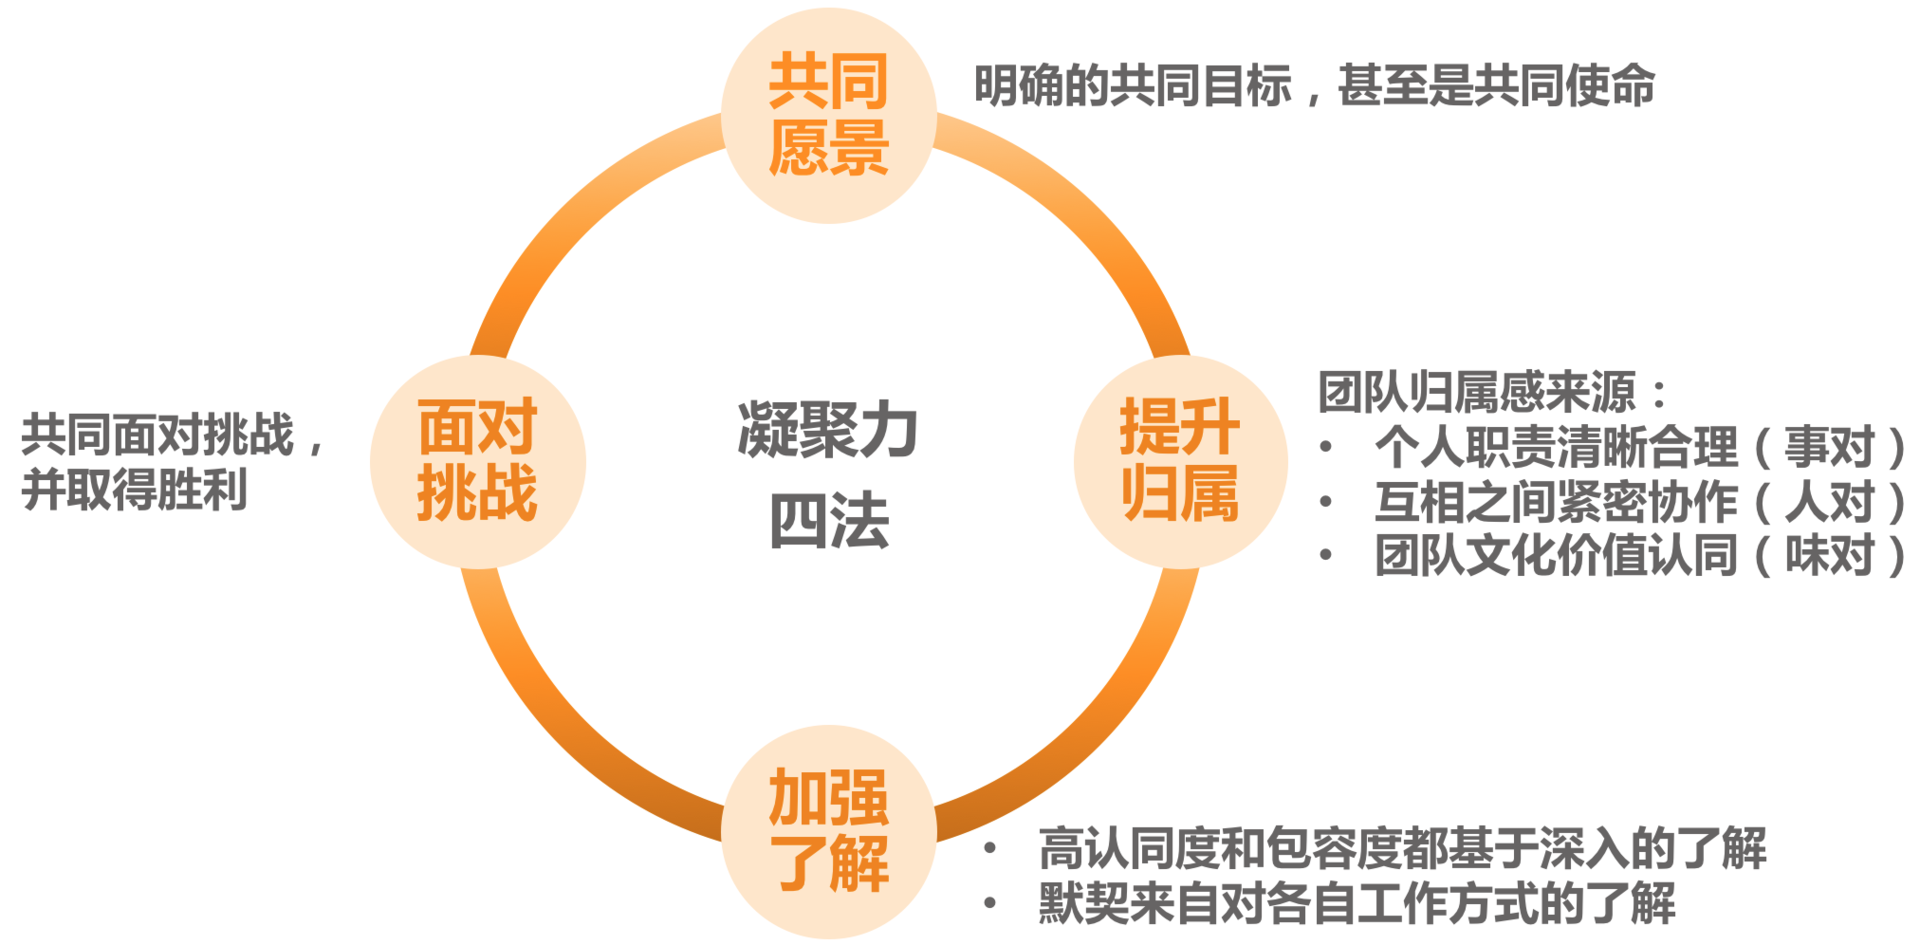 共同
愿景
明确的共同目标，甚至是共同使命
提升
归属
团队归属感来源：
• 个人职责清晰合理（事对）
• 互相之间紧密协作（人对）
• 团队文化价值认同（味对）
凝聚力
四法
面对
挑战
共同面对挑战，
并取得胜利
加强
了解
• 高认同度和包容度都基于深入的了解
• 默契来自对各自工作方式的了解